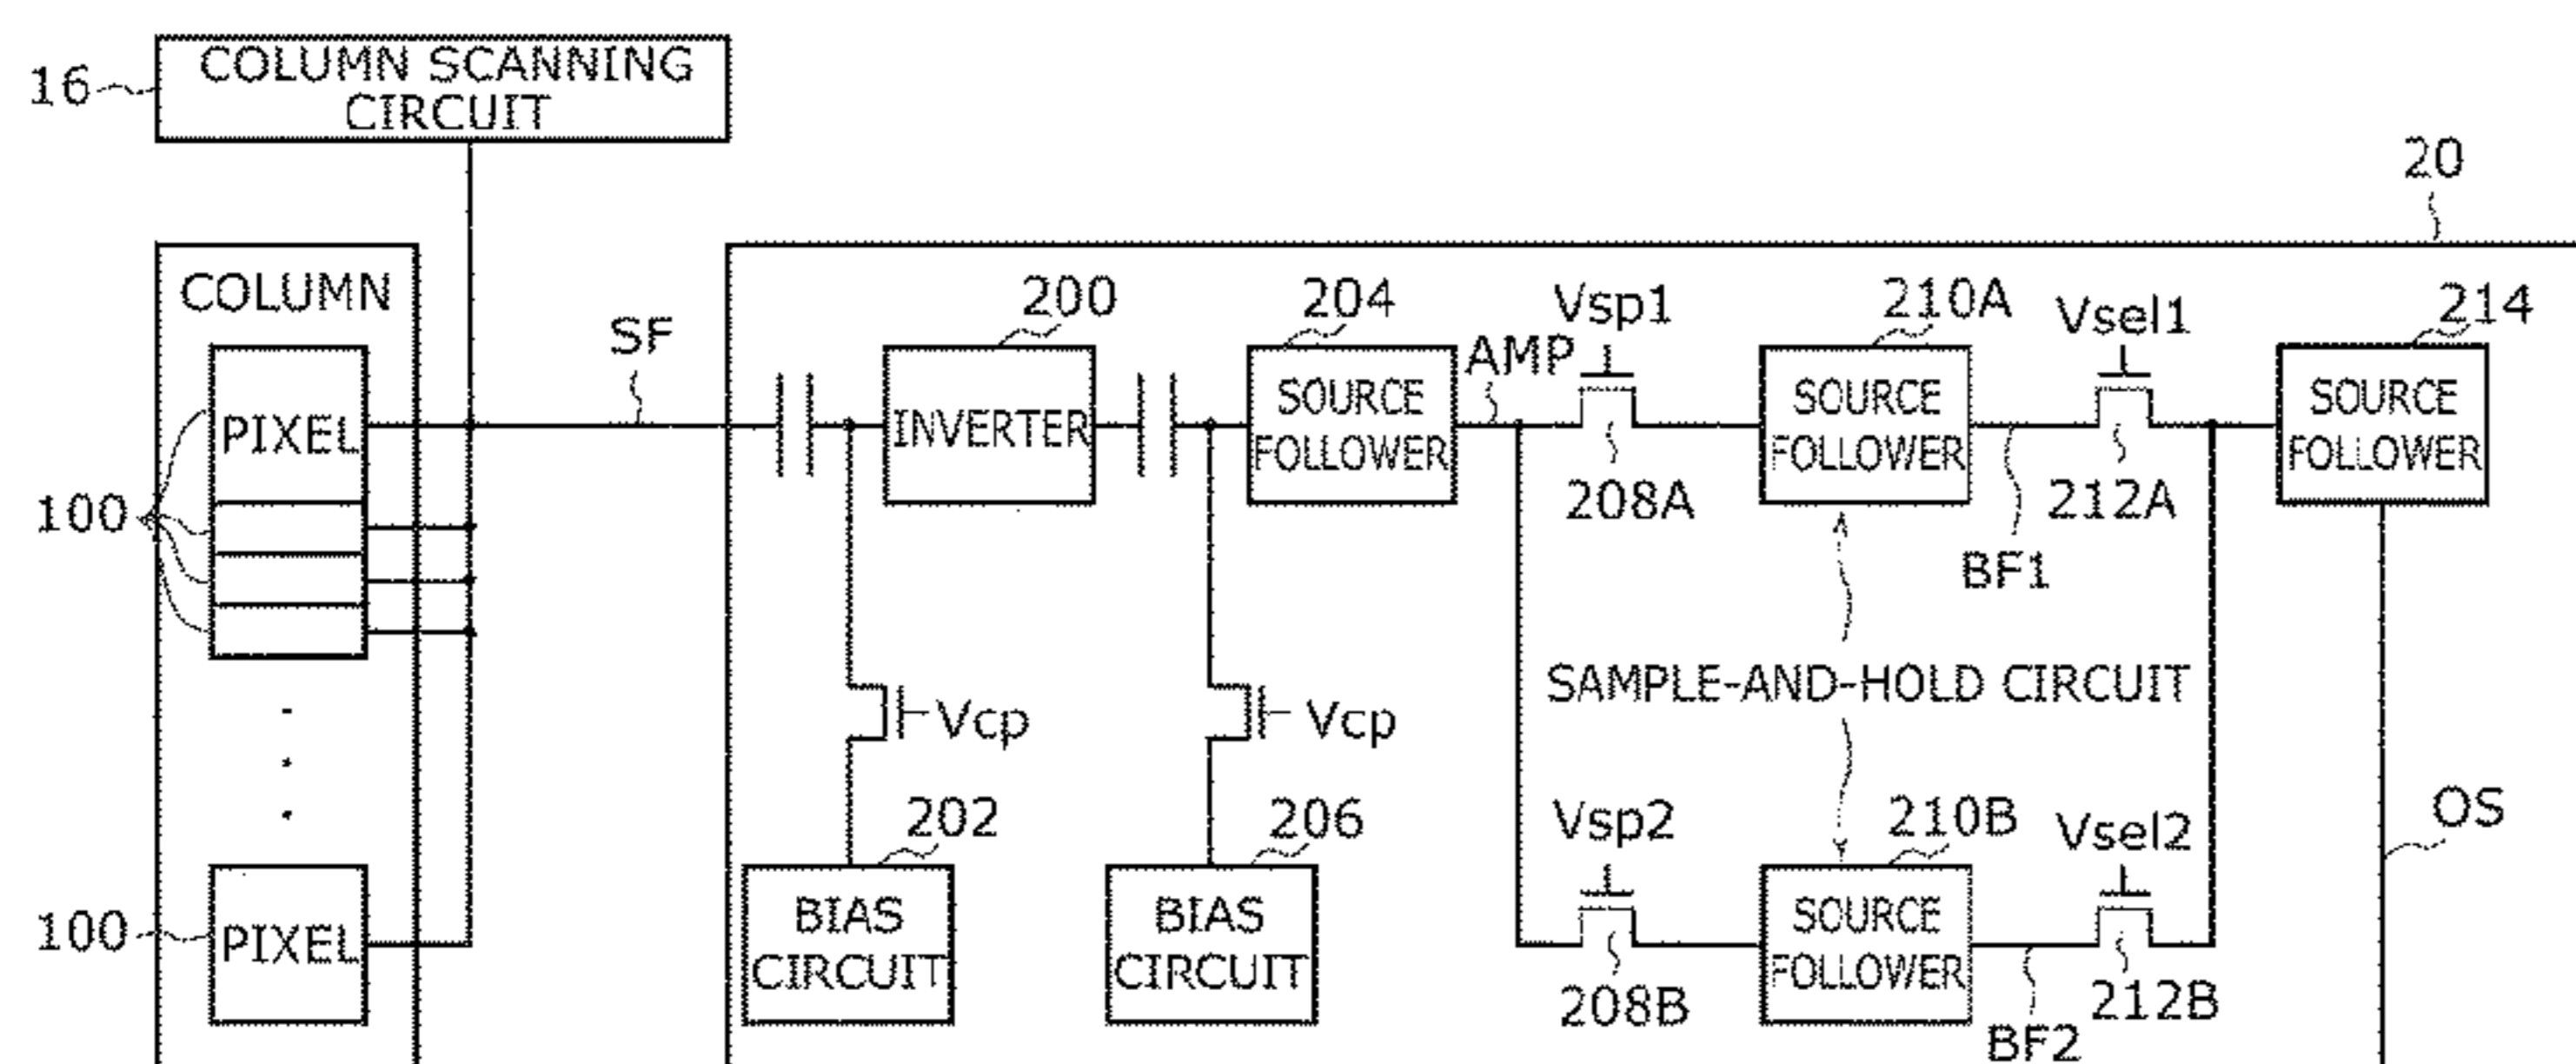 COLUMN SCANNING
CIRCUIT
16
20
COLUMN
SF
200
204
AMP
Vsp1
210A
Vsel1
214
PIXEL
INVERTER
SOURCE
FOLLOWER
SOURCE
FOLLOWER
SOURCE
FOLLOWER
100
208A
212A
BF1
SAMPLE-AND-HOLD CIRCUIT
Vcp
Vcp
202
206
Vsp2
210B
Vsel2
OS
100
PIXEL
BIAS
CIRCUIT
BIAS
CIRCUIT
SOURCE
FOLLOWER
208B
212B
BF2